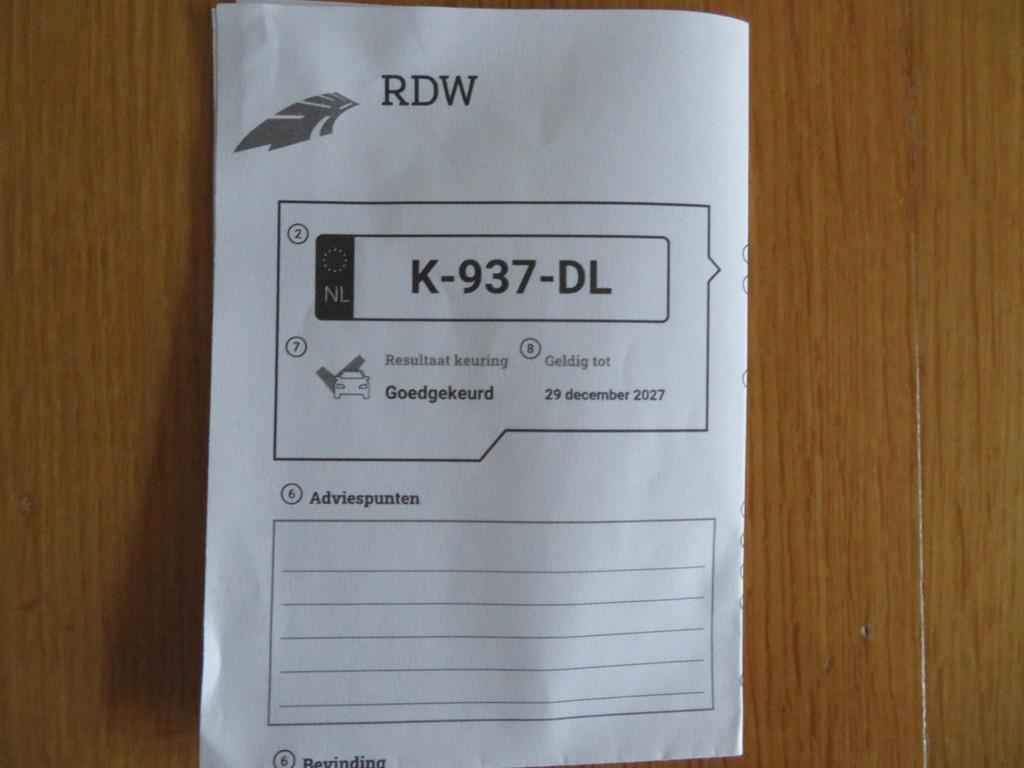 RDW
2
NL
K-937-DL
7
Resultaat keuring
Goedgekeurd
8
Geldig tot
29 december 2027
6 Adviespunten
6 Bevinding